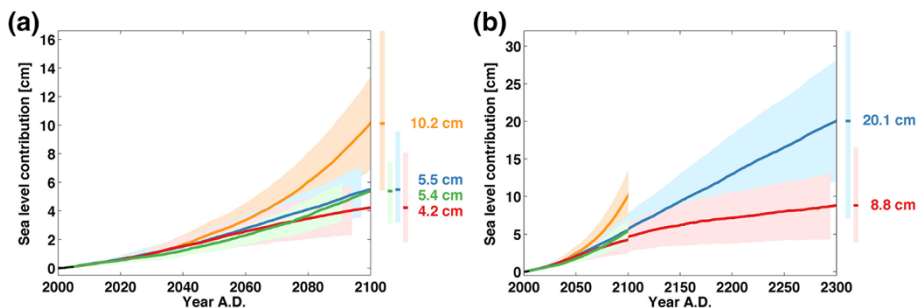 (a)
Sea level contribution [cm]
16
14
12
10
8
6
4
2
0
2000
2020
2040
2060
2080
2100
Year A.D.
10.2 cm
5.5 cm
5.4 cm
4.2 cm
(b)
Sea level contribution [cm]
30
25
20
15
10
5
0
2000
2050
2100
2150
2200
2250
2300
Year A.D.
20.1 cm
8.8 cm